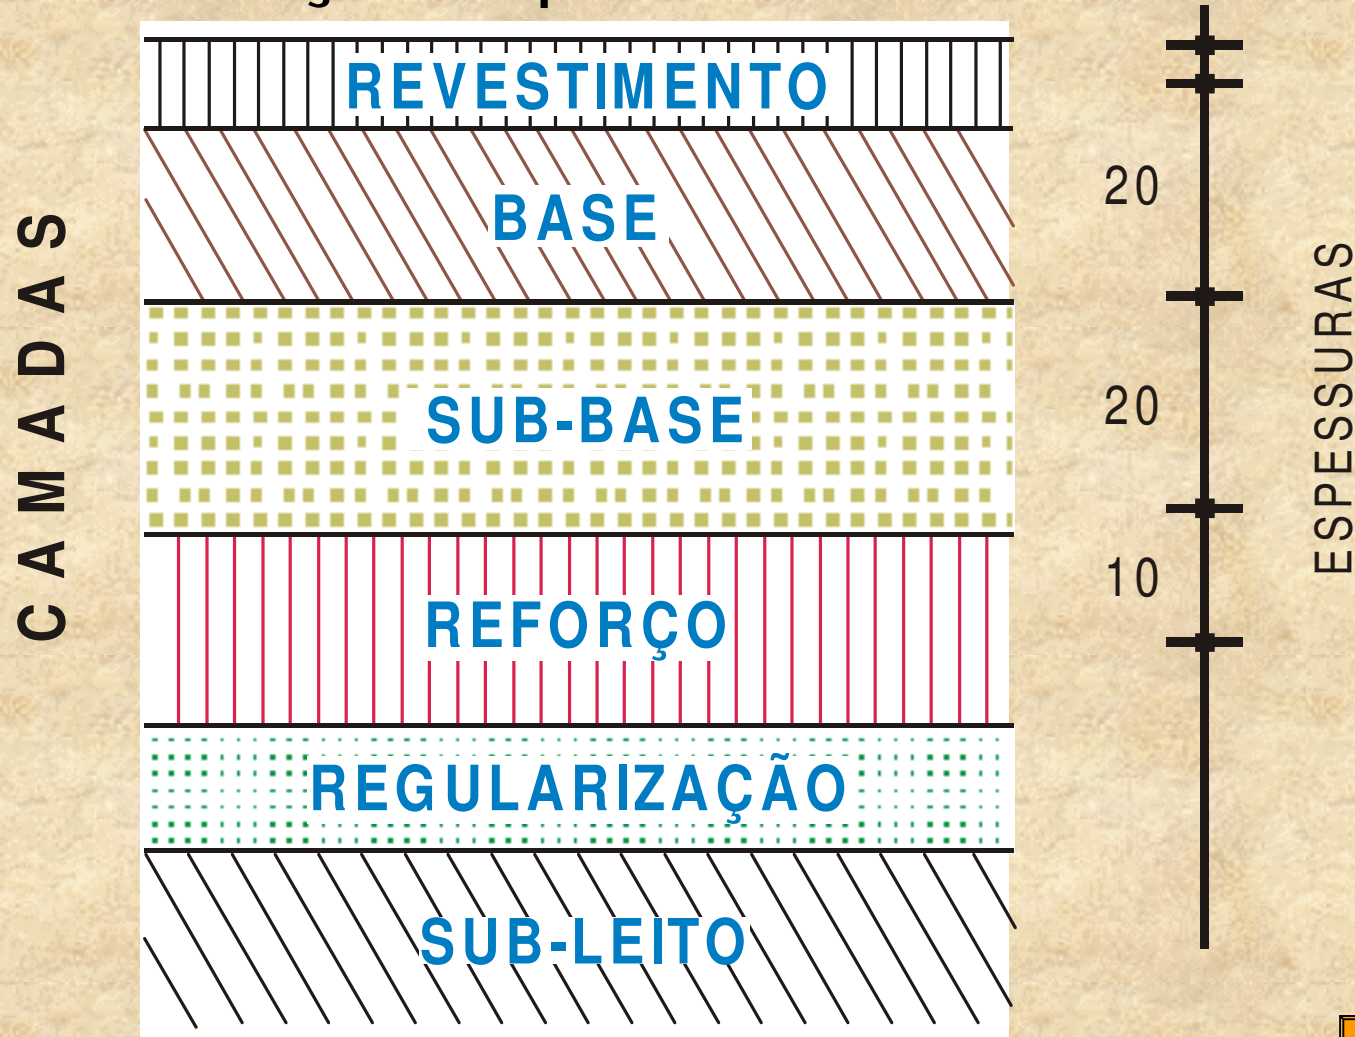 CAMADAS
REVESTIMENTO
BASE
SUB-BASE
REFORÇO
REGULARIZAÇÃO
SUB-LEITO
20
20
10
ESPESSURAS